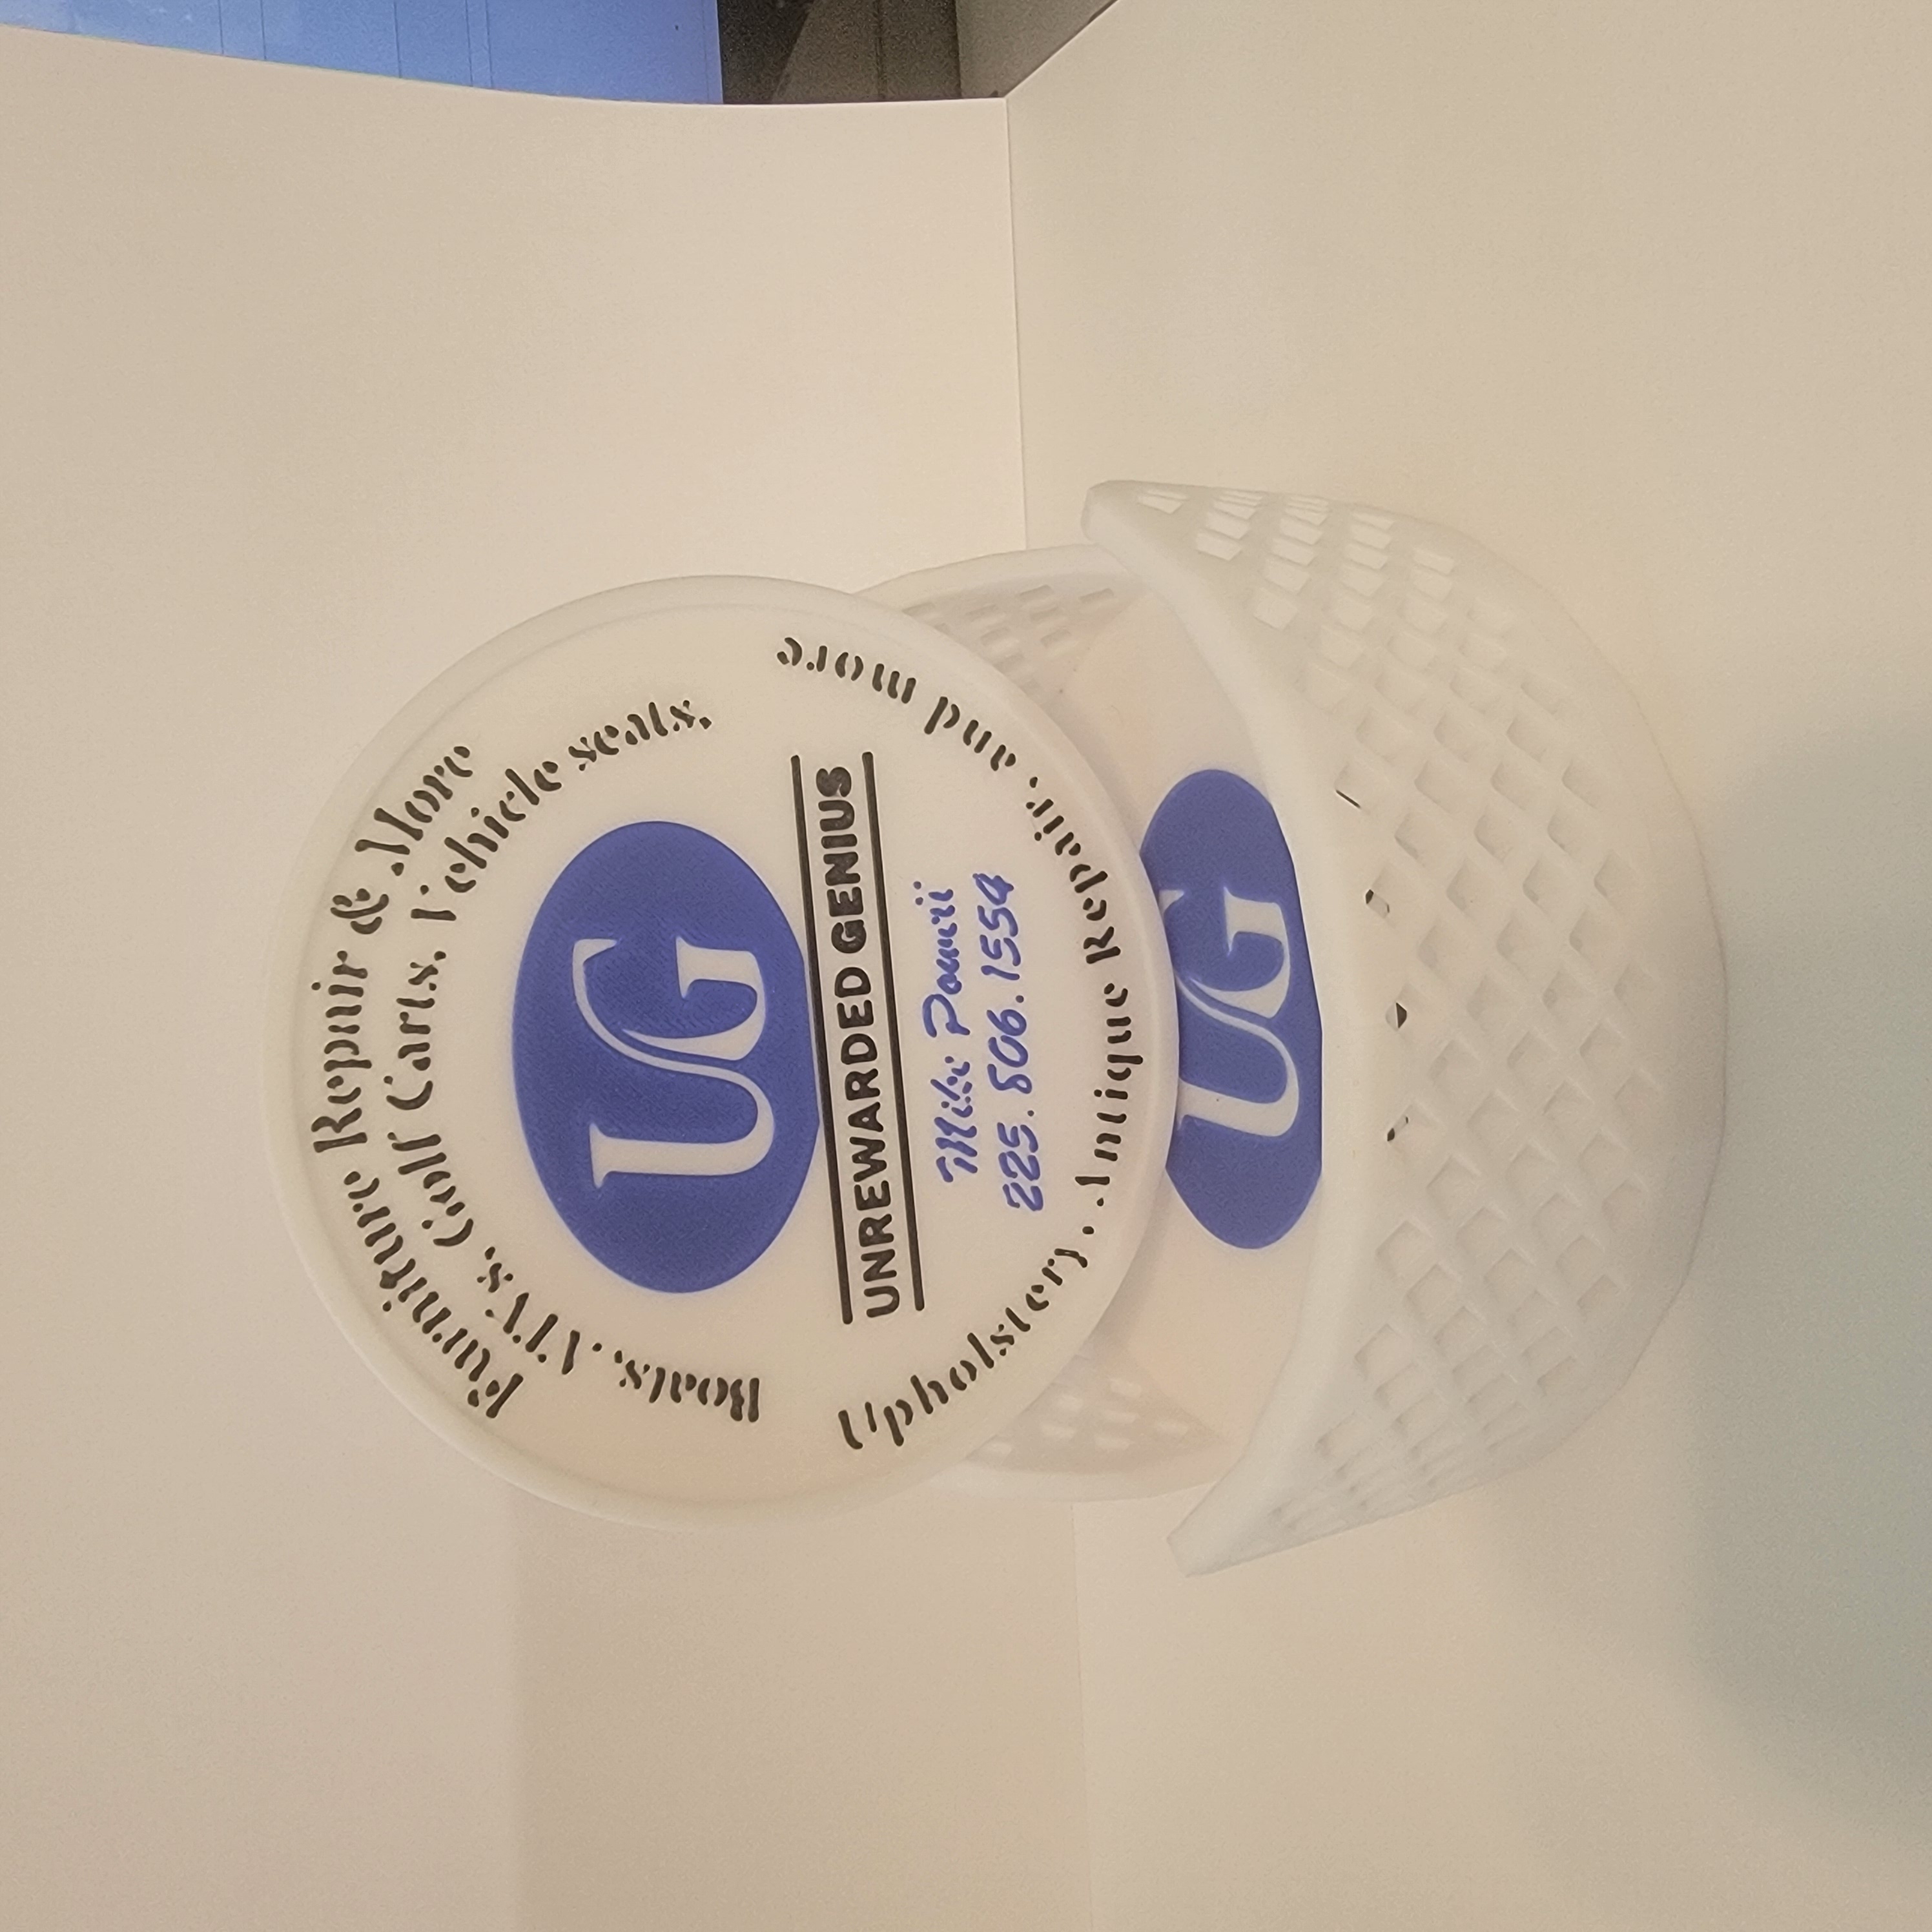 Furniture Repair & More
Boats, ATVs, Golf Carts, Vehicle seats,
UG
UNREWARDED GENIUS
Mike
225.806.1554
Upholstery, Antique Repair, and more
UG